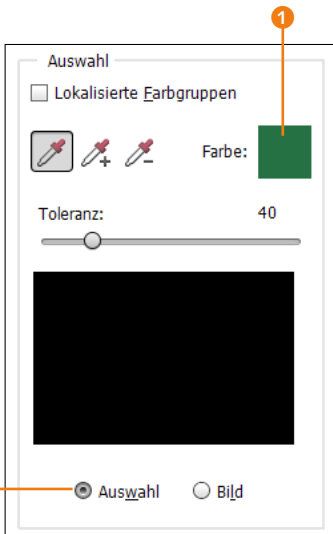 1
Auswahl
Lokalisierte Farbgruppen
Farbe:
Toleranz: 40
Auswahl Bild